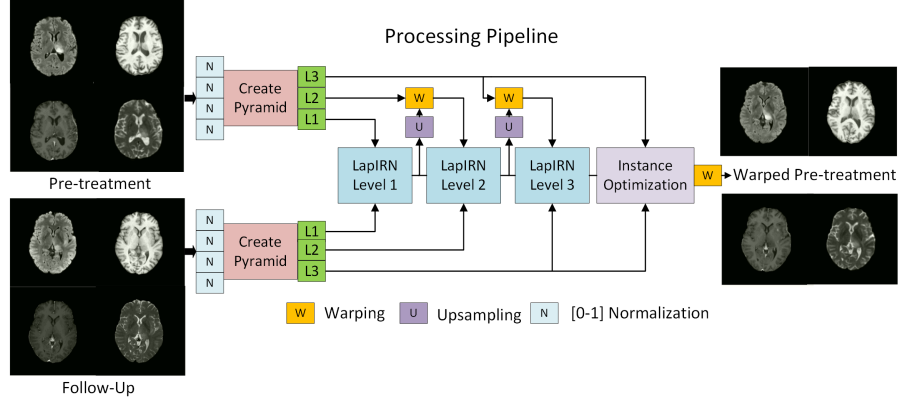 Processing Pipeline
N
N
N
N
Create
Pyramid
L3
L2
L1
W
W
U
U
LapIRN
Level 1
LapIRN
Level 2
LapIRN
Level 3
Instance
Optimization
W
Warped Pre-treatment
Pre-treatment
N
N
N
N
Create
Pyramid
L1
L2
L3
W Warping
U Upsampling
N [0-1] Normalization
Follow-Up